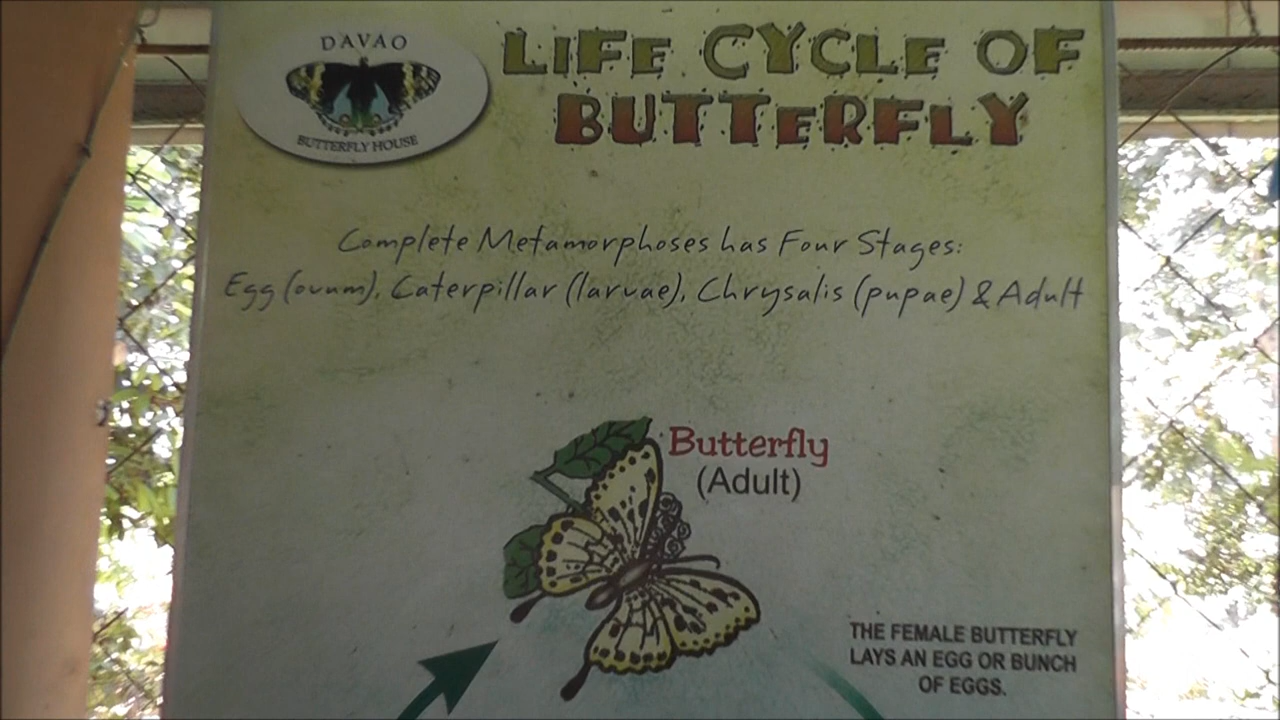 DAVAO
BUTTERFLY HOUSE
LIFE CYCLE OF
BUTTERFLY
Complete Metamorphoses has Four Stages:
Egg (ovum), Caterpillar (larvae), Chrysalis (pupae) & Adult
Butterfly
(Adult)
THE FEMALE BUTTERFLY
LAYS AN EGG OR BUNCH
OF EGGS.